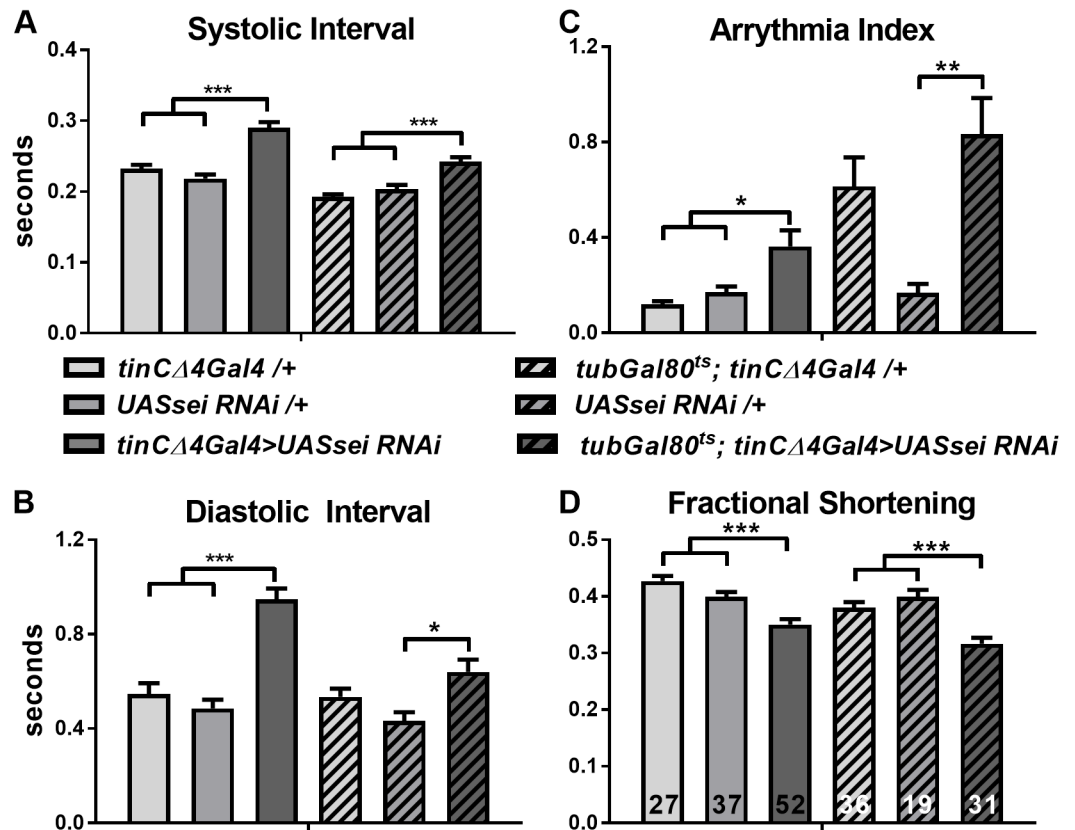 A Systolic Interval
0.4
0.3
0.2
0.1
0.0
seconds
***
***
C Arrythmia Index
1.2
0.8
0.4
0.0
*
**
tinCΔ4Gal4 /+
UASsei RNAi /+
tinCΔ4Gal4>UASsei RNAi
tubGal80ts; tinCΔ4Gal4 /+
UASsei RNAi /+
tubGal80ts; tinCΔ4Gal4>UASsei RNAi
B Diastolic Interval
1.2
0.8
0.4
0.0
seconds
***
*
D Fractional Shortening
0.5
0.4
0.3
0.2
0.1
0.0
***
***
27 37 52 36 19 31